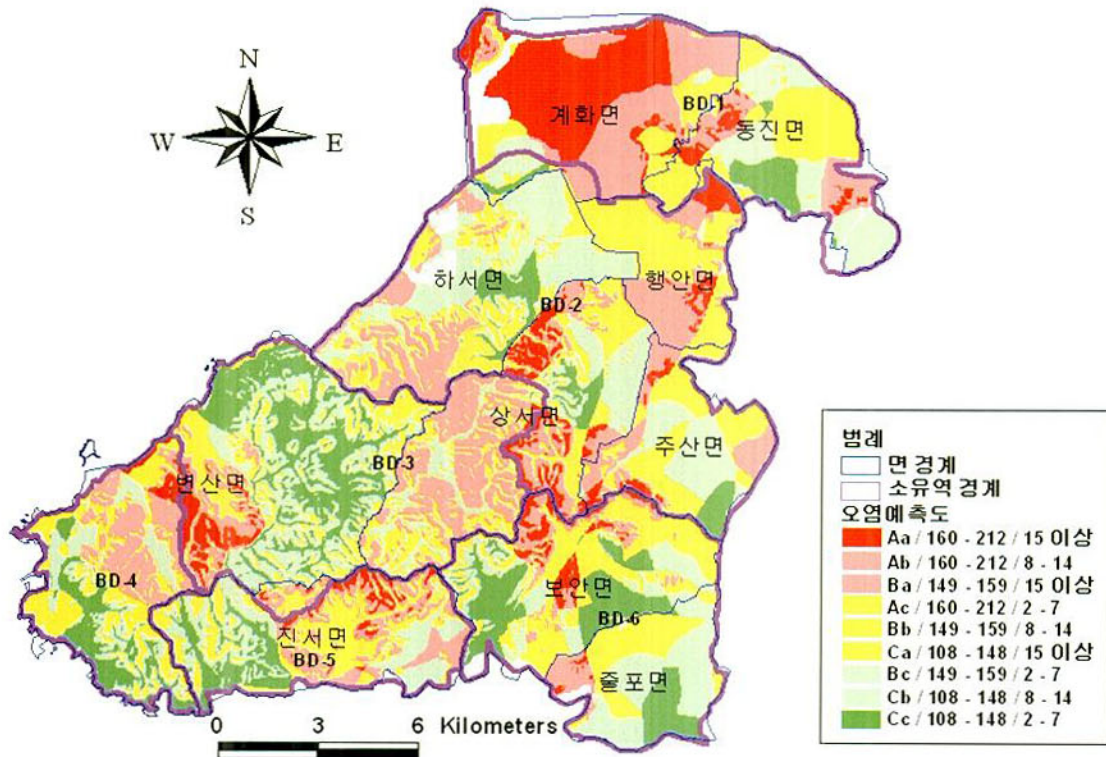 N
W E
S
계화면
BD-1
동진면
하서면
BD-2
행안면
상서면
주산면
BD-3
변산면
BD-4
보안면
BD-6
진서면
BD-5
줄포면
0 3 6 Kilometers
범례
면 경계
소유역 경계
오염예측도
Aa / 160 - 212 / 15 이상
Ab / 160 - 212 / 8 - 14
Ba / 149 - 159 / 15 이상
Ac / 160 - 212 / 2 - 7
Bb / 149 - 159 / 8 - 14
Ca / 108 - 148 / 15 이상
Bc / 149 - 159 / 2 - 7
Cb / 108 - 148 / 8 - 14
Cc / 108 - 148 / 2 - 7